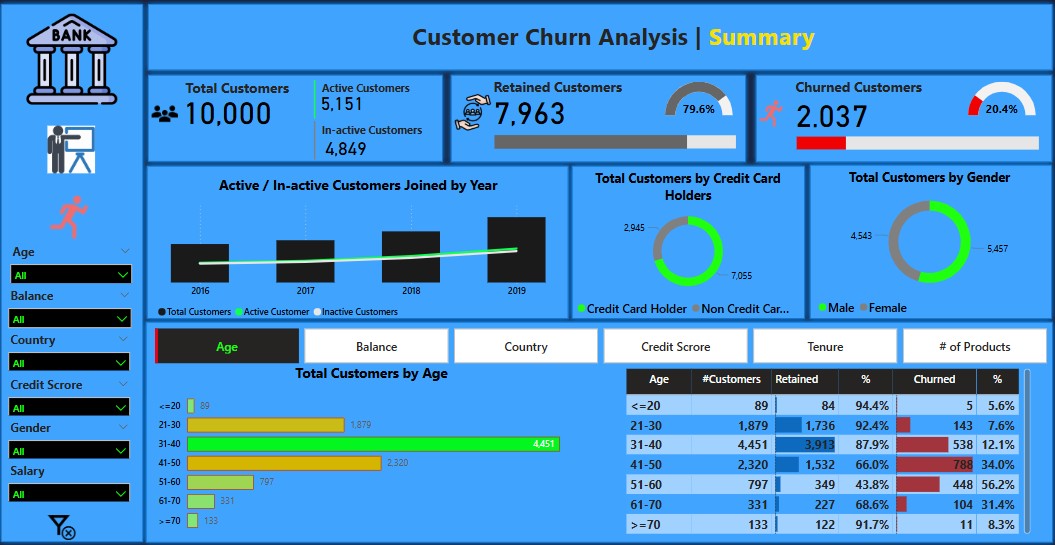 BANK
Customer Churn Analysis | Summary
Total Customers
10,000
Active Customers
5,151
In-active Customers
4,849
Retained Customers
7,963
79.6%
Churned Customers
2,037
20.4%
Age
All
Balance
All
Country
All
Credit Scrore
All
Gender
All
Salary
All
Active / In-active Customers Joined by Year
2016 2017 2018 2019
Total Customers Active Customer Inactive Customers
Total Customers by Credit Card
Holders
2,945
7,055
Credit Card Holder Non Credit Car...
Total Customers by Gender
4,543
5,457
Male Female
Age Balance Country Credit Scrore Tenure # of Products
Total Customers by Age
<=20 89
21-30 1,879
31-40 4,451
41-50 2,320
51-60 797
61-70 331
>=70 133
Age #Customers Retained % Churned %
<=20 89 84 94.4% 5 5.6%
21-30 1,879 1,736 92.4% 143 7.6%
31-40 4,451 3,913 87.9% 538 12.1%
41-50 2,320 1,532 66.0% 788 34.0%
51-60 797 349 43.8% 448 56.2%
61-70 331 227 68.6% 104 31.4%
>=70 133 122 91.7% 11 8.3%